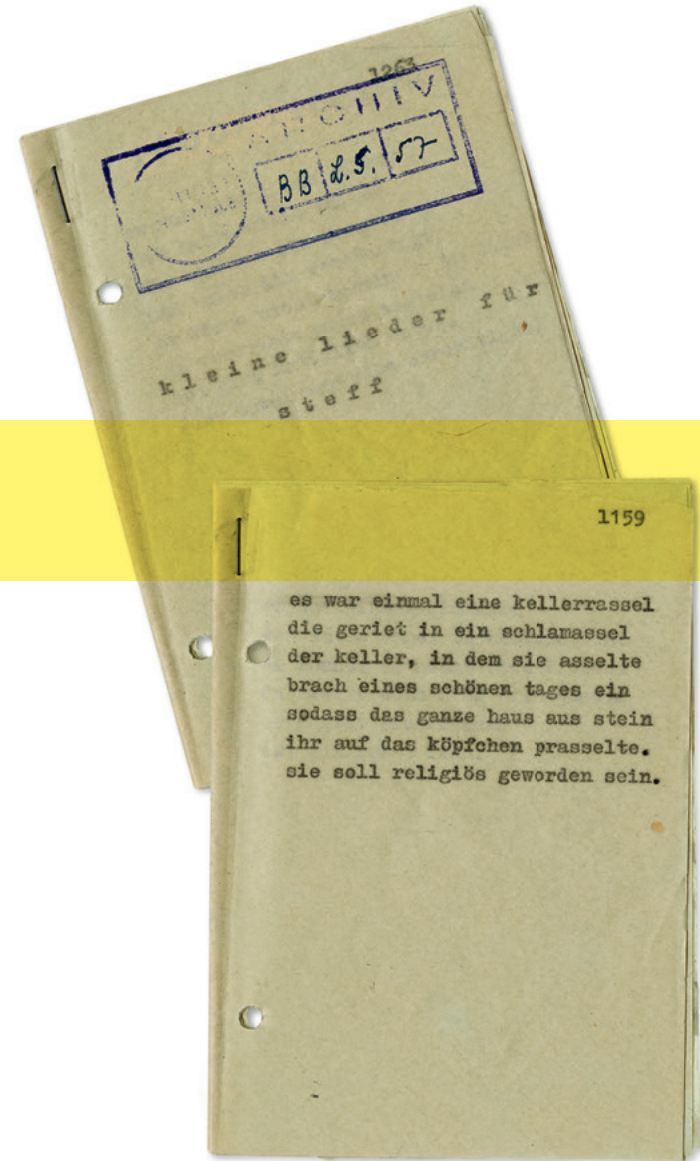 1263
ARCHIV
BB 57
kleine lieder für
steff
1159
es war einmal eine kellerrassel
die geriet in ein schlamassel
der keller, in dem sie asselte
brach eines schönen tages ein
sodass das ganze haus aus stein
ihr auf das köpfchen prasselte.
sie soll religiös geworden sein.